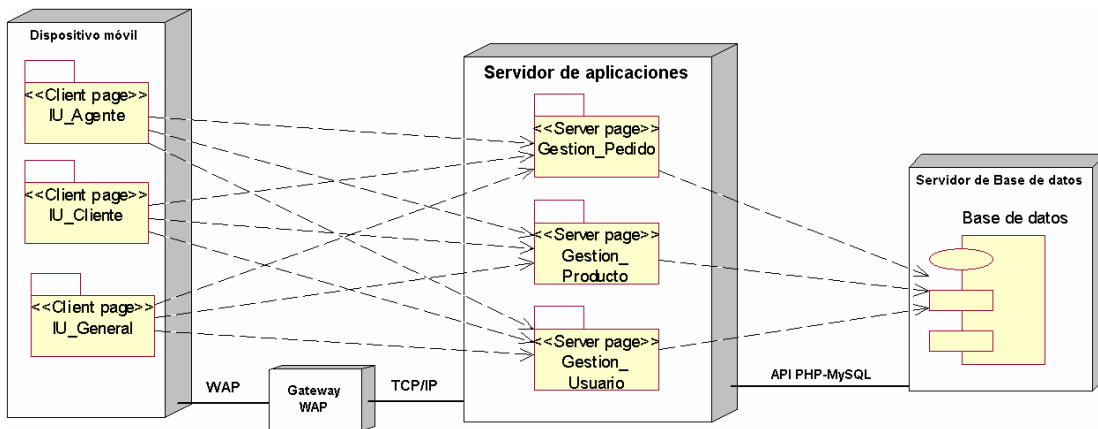 Dispositivo móvil
<<Client page>>
IU_Agente
<<Client page>>
IU_Cliente
<<Client page>>
IU_General
WAP
Gateway
WAP
TCP/IP
Servidor de aplicaciones
<<Server page>>
Gestion_Pedido
<<Server page>>
Gestion_
Producto
<<Server page>>
Gestion_
Usuario
API PHP-MySQL
Servidor de Base de datos
Base de datos